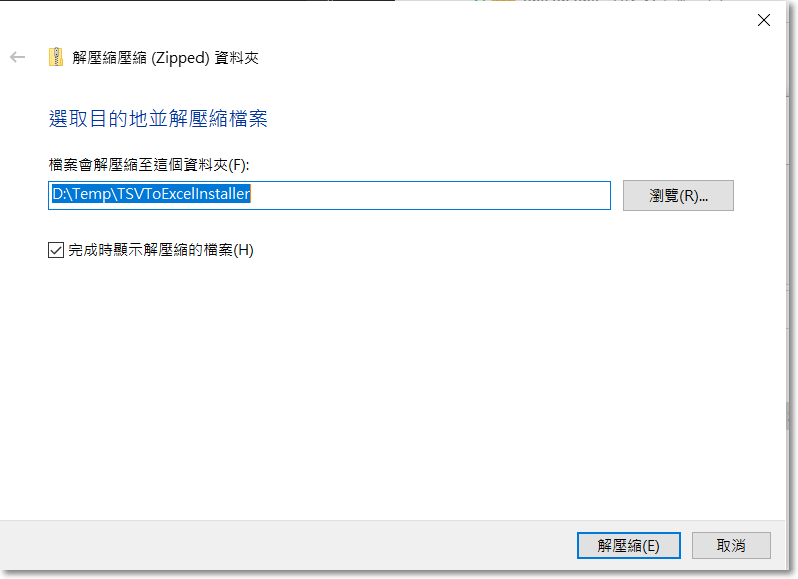 解壓縮壓縮 (Zipped) 資料夾
選取目的地並解壓縮檔案
檔案會解壓縮至這個資料夾(F):
D:\Temp\TSVToExcelInstaller
瀏覽(R)...
完成時顯示解壓縮的檔案(H)
解壓縮(E)
取消